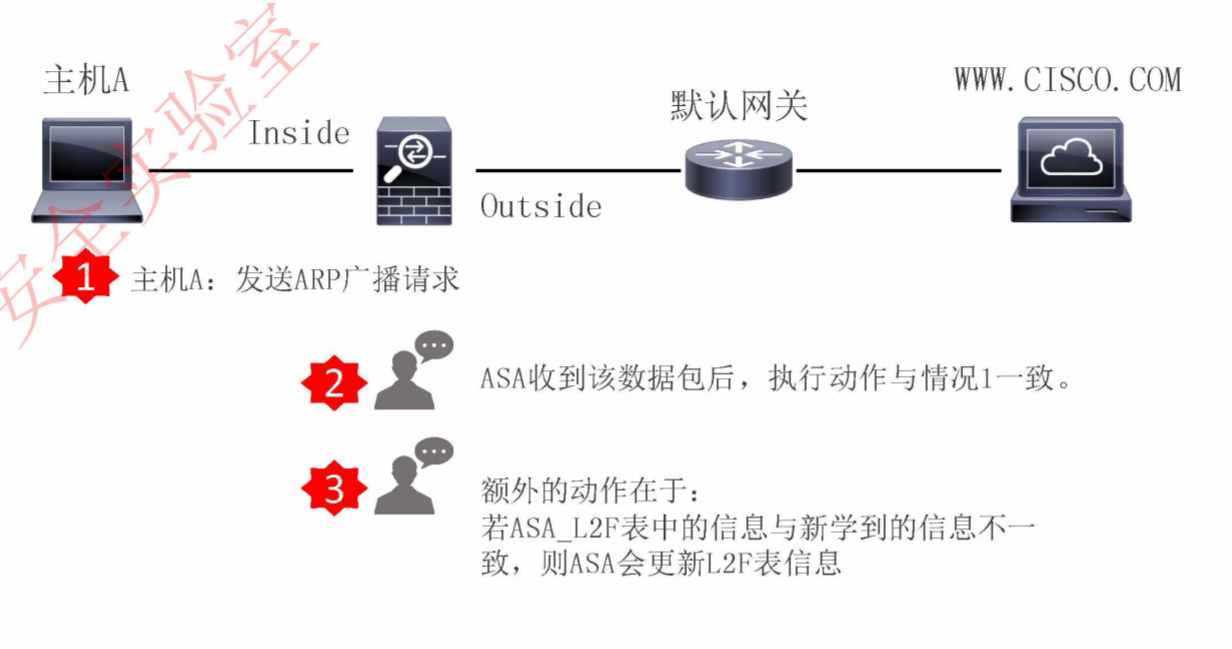 主机A
WWW.CISCO.COM
默认网关
Inside
Outside
安全实验室
1 主机A：发送ARP广播请求
2 ASA收到该数据包后，执行动作与情况1一致。
3 额外的动作在于：
若ASA_L2F表中的信息与新学到的信息不一
致，则ASA会更新L2F表信息